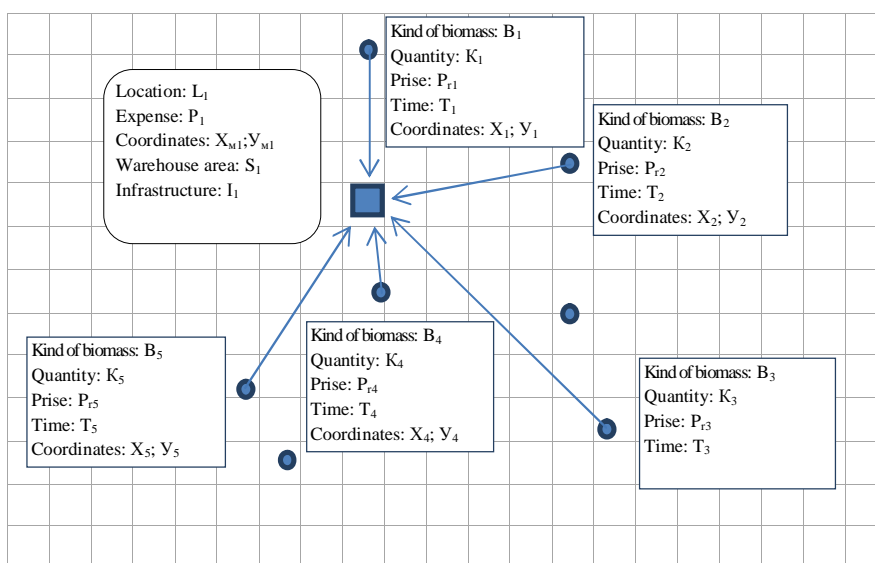 Kind of biomass: B₁
Quantity: K₁
Prise: Pᵣ₁
Time: T₁
Coordinates: X₁; У₁
Location: L₁
Expense: P₁
Coordinates: Xм₁;Ум₁
Warehouse area: S₁
Infrastructure: I₁
Kind of biomass: B₂
Quantity: K₂
Prise: Pᵣ₂
Time: T₂
Coordinates: X₂; У₂
Kind of biomass: B₅
Quantity: K₅
Prise: Pᵣ₅
Time: T₅
Coordinates: X₅; У₅
Kind of biomass: B₄
Quantity: K₄
Prise: Pᵣ₄
Time: T₄
Coordinates: X₄; У₄
Kind of biomass: B₃
Quantity: K₃
Prise: Pᵣ₃
Time: T₃